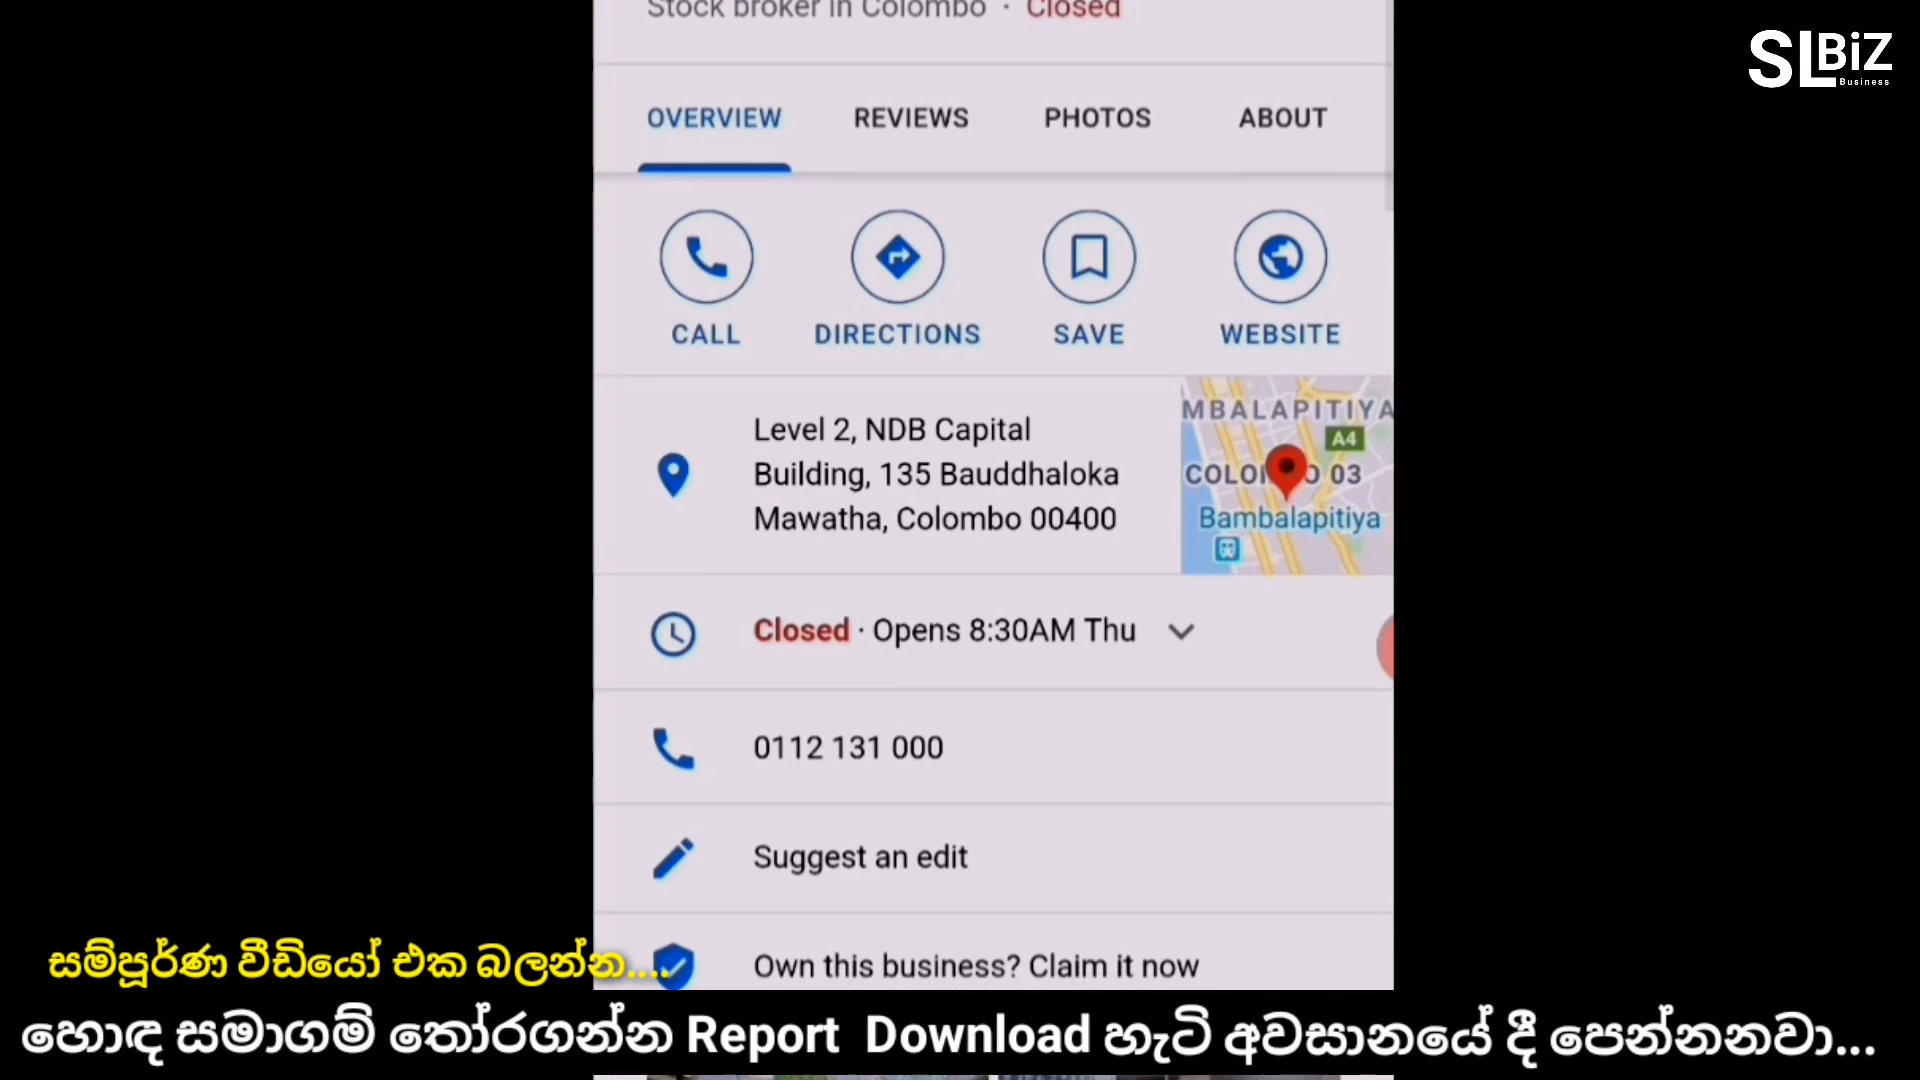 Stock broker in Colombo · Closed
SLBiZ
Business
OVERVIEW REVIEWS PHOTOS ABOUT
CALL DIRECTIONS SAVE WEBSITE
Level 2, NDB Capital
Building, 135 Bauddhaloka
Mawatha, Colombo 00400
MBALAPITIYA
A4
COLO O 03
Bambalapitiya
Closed · Opens 8:30AM Thu
0112 131 000
Suggest an edit
Own this business? Claim it now
සම්පූර්ණ වීඩියෝ එක බලන්න....
හොඳ සමාගම් තෝරගන්න Report Download හැටි අවසානයේ දී පෙන්නනවා...